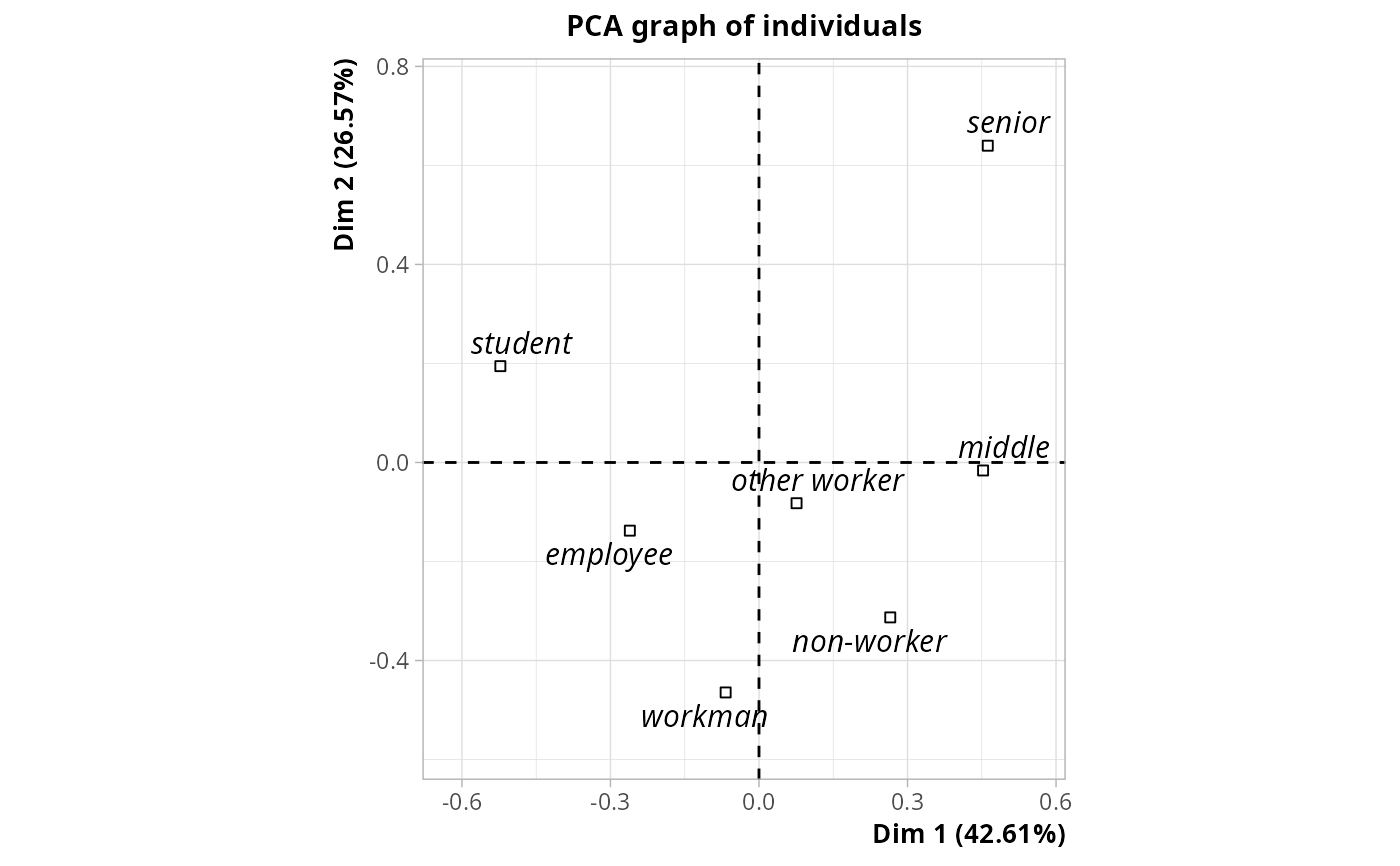 PCA graph of individuals
Dim 2 (26.57%)
0.8
0.4
0.0
-0.4
senior
student
middle
other worker
employee
non-worker
workman
-0.6
-0.3
0.0
0.3
0.6
Dim 1 (42.61%)